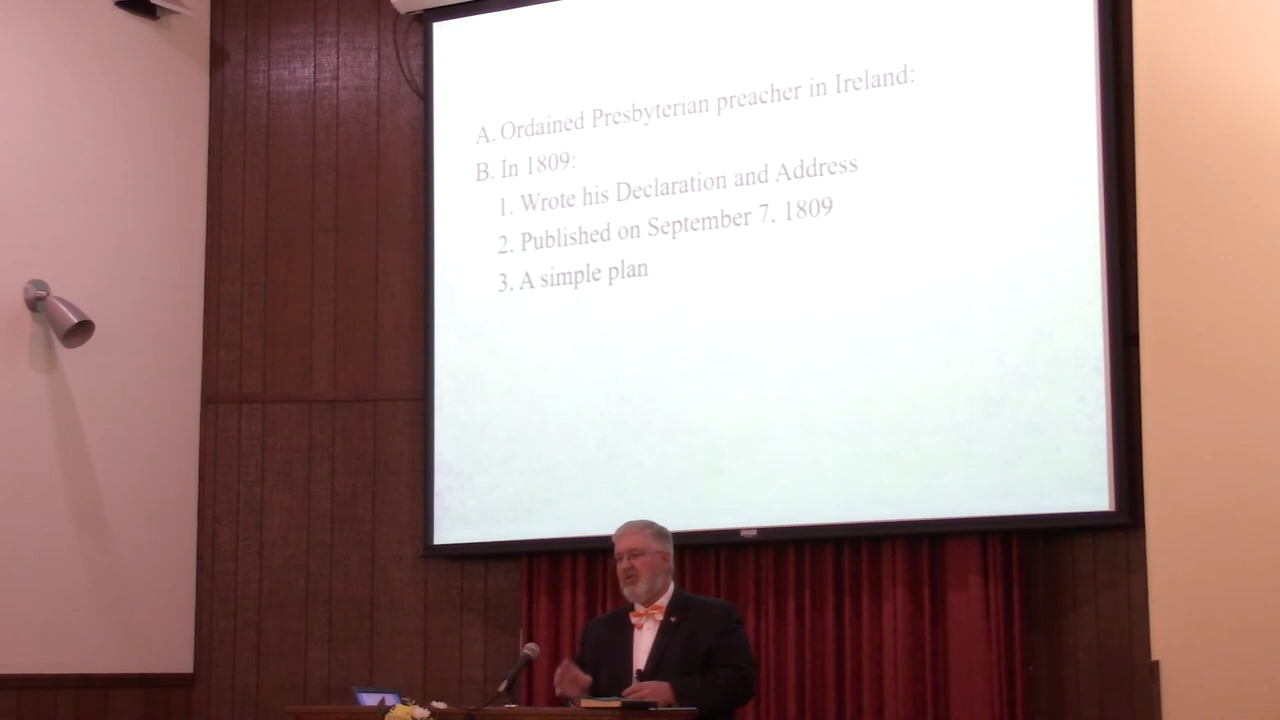 A. Ordained Presbyterian preacher in Ireland:
B. In 1809:
1. Wrote his Declaration and Address
2. Published on September 7, 1809
3. A simple plan